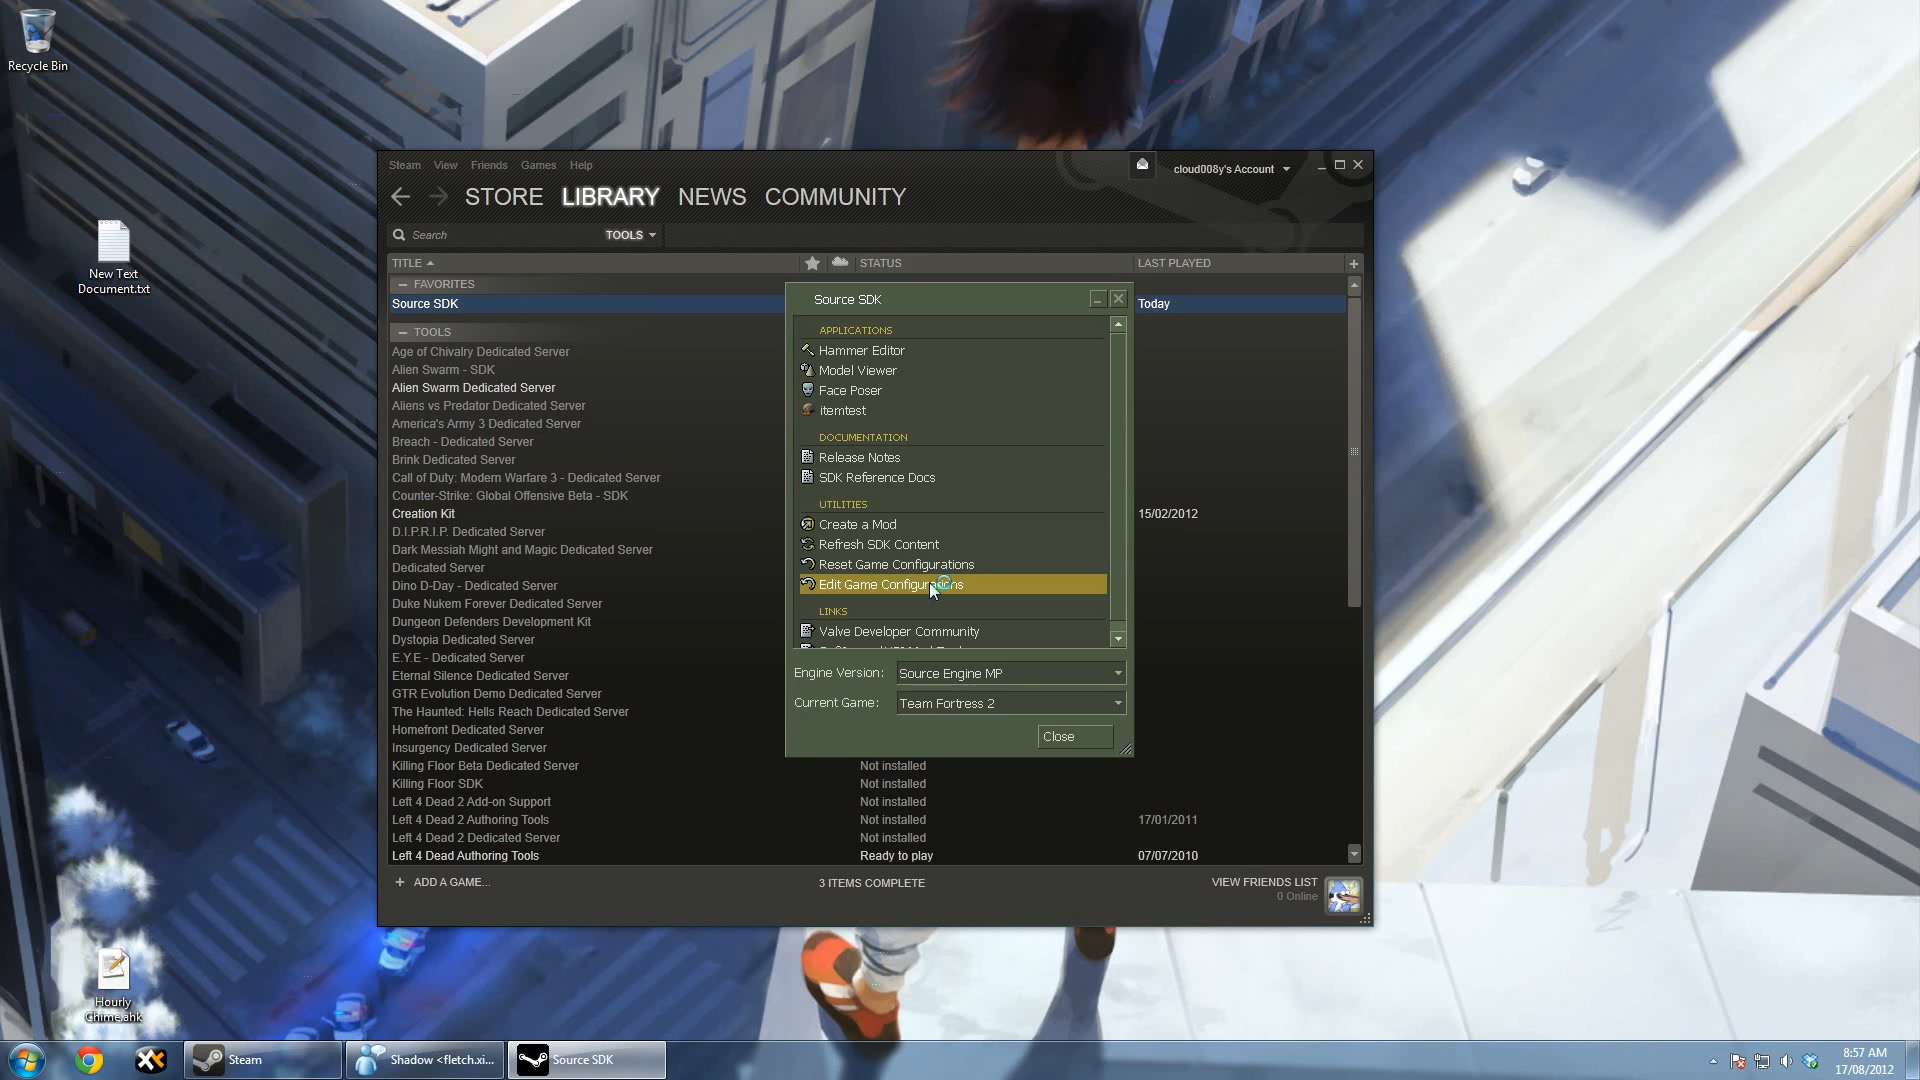 Recycle Bin
New Text
Document.txt
Hourly
Chime.ahk
Steam View Friends Games Help
cloud008y's Account
STORE LIBRARY NEWS COMMUNITY
Search
TOOLS
TITLE STATUS LAST PLAYED
FAVORITES
Source SDK Today
TOOLS
Age of Chivalry Dedicated Server
Alien Swarm - SDK
Alien Swarm Dedicated Server
Aliens vs Predator Dedicated Server
America's Army 3 Dedicated Server
Breach - Dedicated Server
Brink Dedicated Server
Call of Duty: Modern Warfare 3 - Dedicated Server
Counter-Strike: Global Offensive Beta - SDK
Creation Kit 15/02/2012
D.I.P.R.I.P. Dedicated Server
Dark Messiah Might and Magic Dedicated Server
Dedicated Server
Dino D-Day - Dedicated Server
Duke Nukem Forever Dedicated Server
Dungeon Defenders Development Kit
Dystopia Dedicated Server
E.Y.E - Dedicated Server
Eternal Silence Dedicated Server
GTR Evolution Demo Dedicated Server
The Haunted: Hells Reach Dedicated Server
Homefront Dedicated Server
Insurgency Dedicated Server
Killing Floor Beta Dedicated Server Not installed
Killing Floor SDK Not installed
Left 4 Dead 2 Add-on Support Not installed
Left 4 Dead 2 Authoring Tools Not installed 17/01/2011
Left 4 Dead 2 Dedicated Server Not installed
Left 4 Dead Authoring Tools Ready to play 07/07/2010
+ ADD A GAME...
3 ITEMS COMPLETE
VIEW FRIENDS LIST
0 Online
Source SDK
APPLICATIONS
Hammer Editor
Model Viewer
Face Poser
itemtest
DOCUMENTATION
Release Notes
SDK Reference Docs
UTILITIES
Create a Mod
Refresh SDK Content
Reset Game Configurations
Edit Game Configurations
LINKS
Valve Developer Community
Engine Version: Source Engine MP
Current Game: Team Fortress 2
Close
Steam
Shadow <fletch.xi...
Source SDK
8:57 AM
17/08/2012